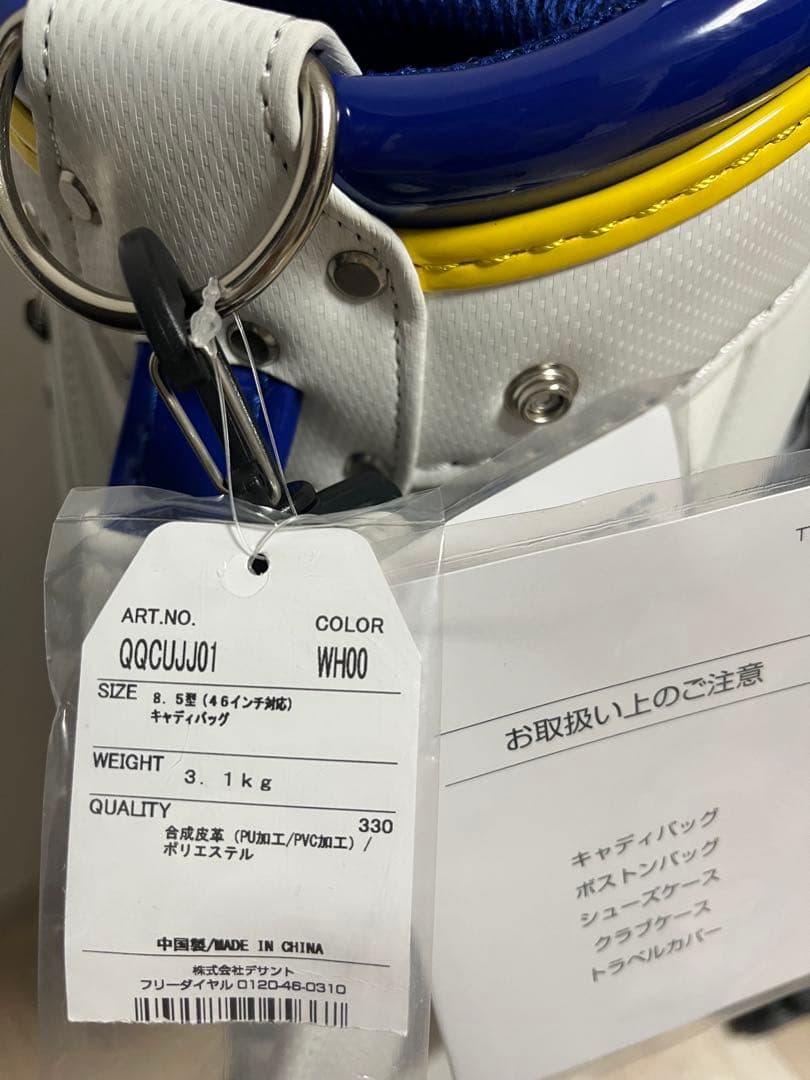 ART.NO.
COLOR
QQCUJJ01
WH00
SIZE
8.5型(46インチ対応)
キャディバッグ
WEIGHT
3.1kg
QUALITY
330
合成皮革(PU加工/PVC加工)/
ポリエステル
中国製/MADE IN CHINA
株式会社デサント
フリーダイヤル 0120-46-0310
お取扱い上のご注意
キャディバッグ
ボストンバッグ
シューズケース
クラブケース
トラベルカバー